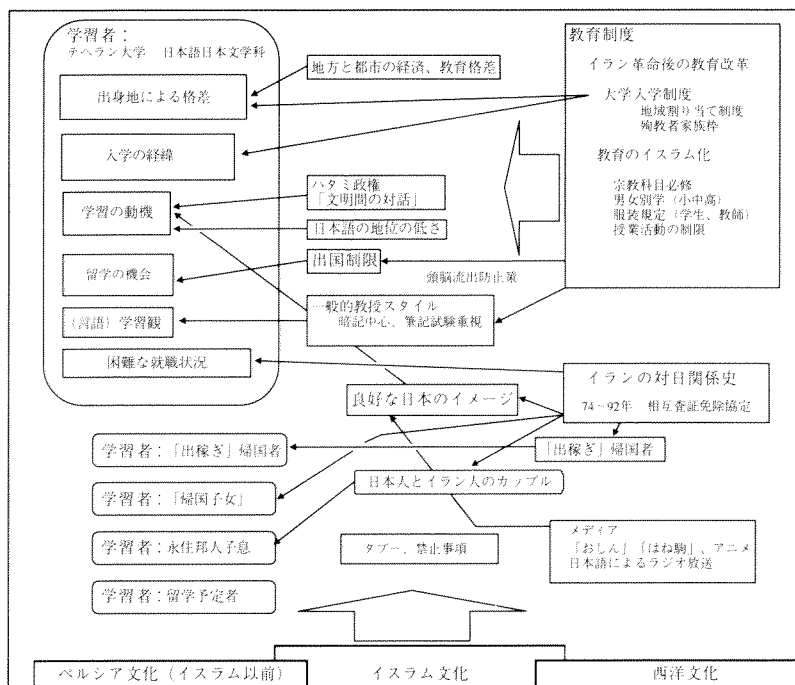 学習者：
テヘラン大学　日本語日本文学科
出身地による格差
入学の経緯
学習の動機
留学の機会
（言語）学習観
困難な就職状況
地方と都市の経済、教育格差
ハタミ政権
「文明間の対話」
日本語の地位の低さ
出国制限
頭脳流出防止策
一般的教授スタイル
暗記中心、筆記試験重視
教育制度
イラン革命後の教育改革
大学入学制度
地域割り当て制度
殉教者家族枠
教育のイスラム化
宗教科目必修
男女別学（小中高）
服装規定（学生、教師）
授業活動の制限
良好な日本のイメージ
イランの対日関係史
74～92年　相互査証免除協定
学習者：「出稼ぎ」帰国者
「出稼ぎ」帰国者
学習者：「帰国子女」
日本人とイラン人のカップル
学習者：永住邦人子息
タブー、禁止事項
メディア
「おしん」「はね駒」、アニメ
日本語によるラジオ放送
学習者：留学予定者
ペルシア文化（イスラム以前）
イスラム文化
西洋文化